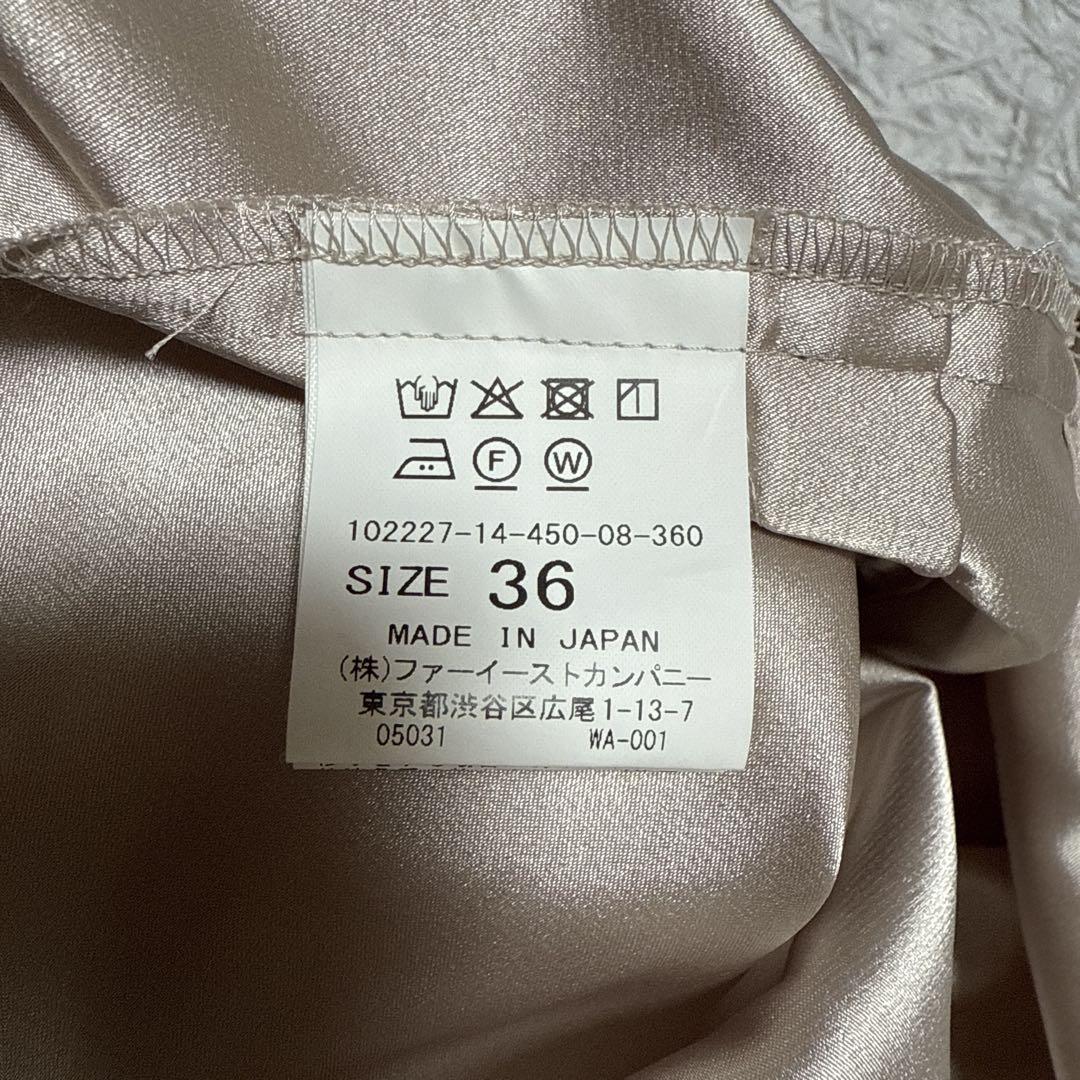 F W
102227-14-450-08-360
SIZE 36
MADE IN JAPAN
(株)ファーイーストカンパニー
東京都渋谷区広尾1-13-7
05031 WA-001